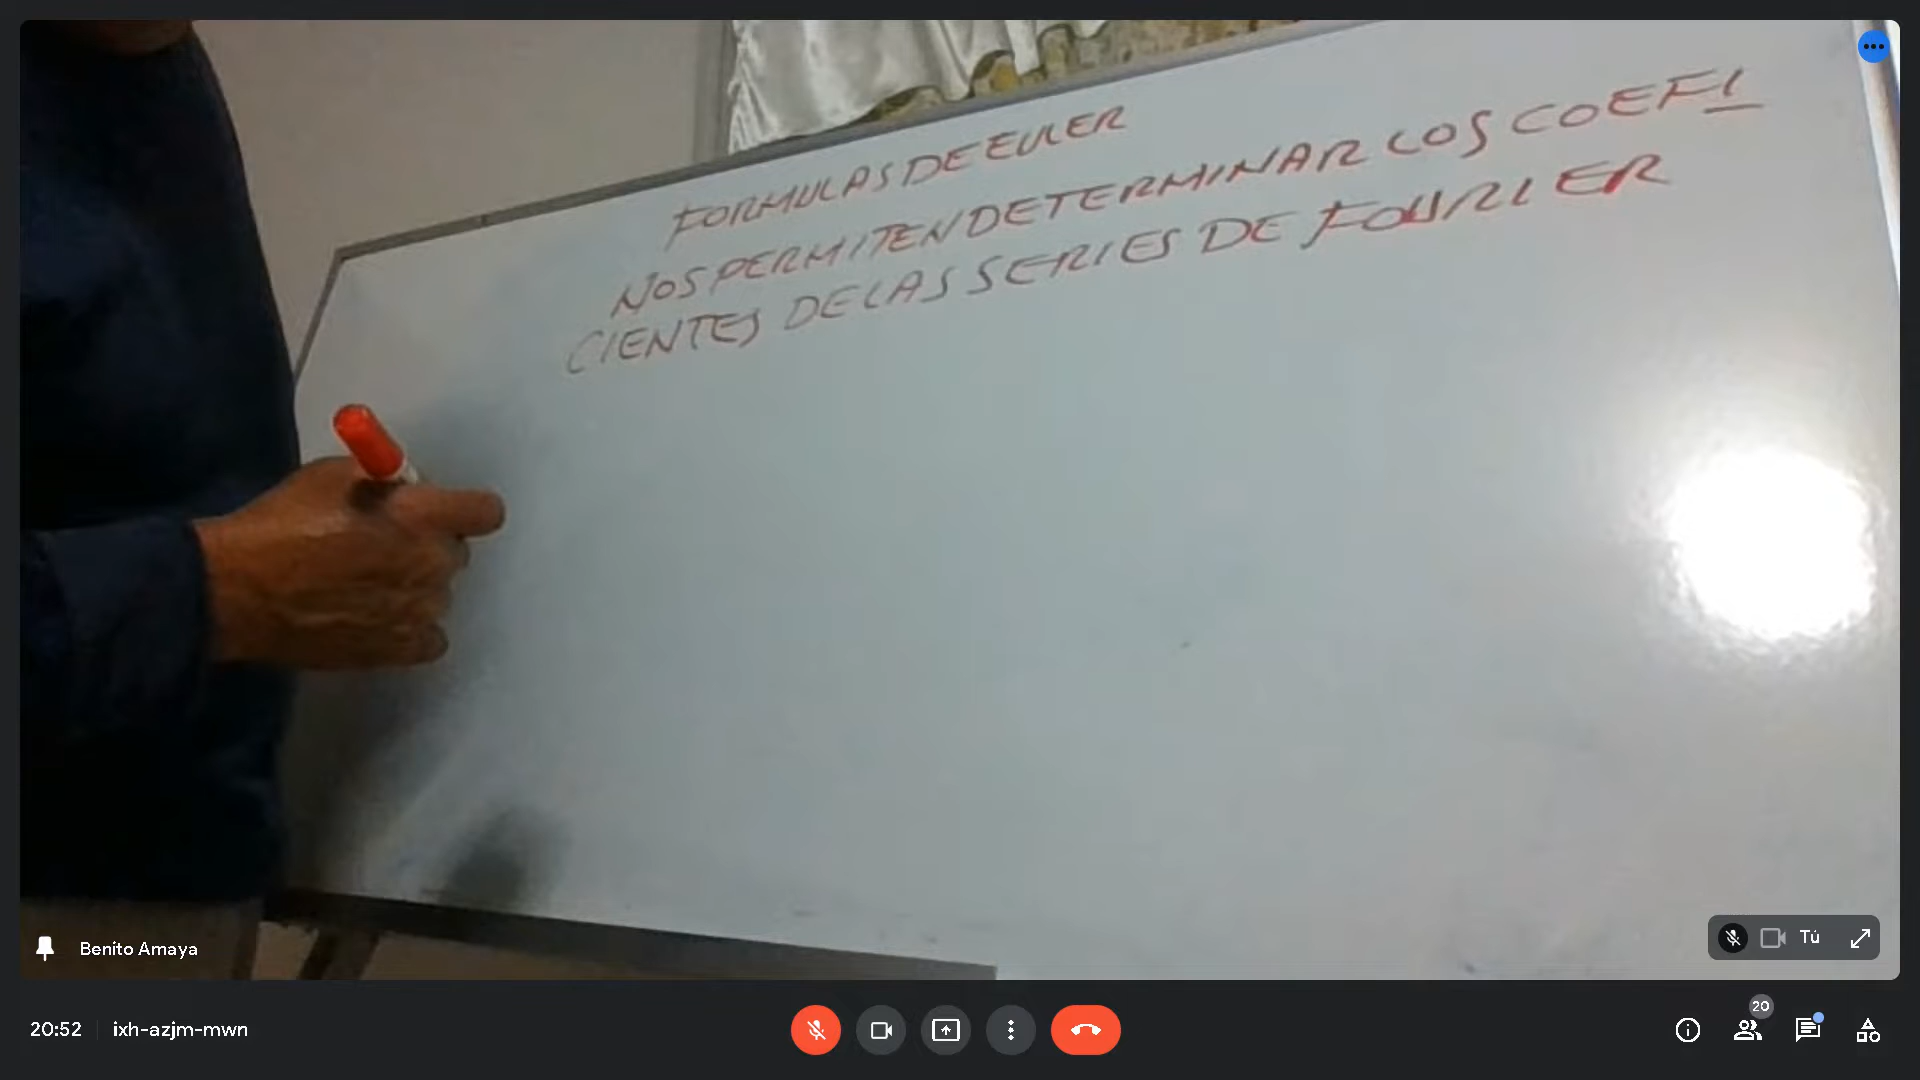 FORMULAS DE EULER
NOS PERMITEN DETERMINAR LOS COEFI
CIENTES DE LAS SERIES DE FOURIER
Benito Amaya
Tú
20:52 | ixh-azjm-mwn
20